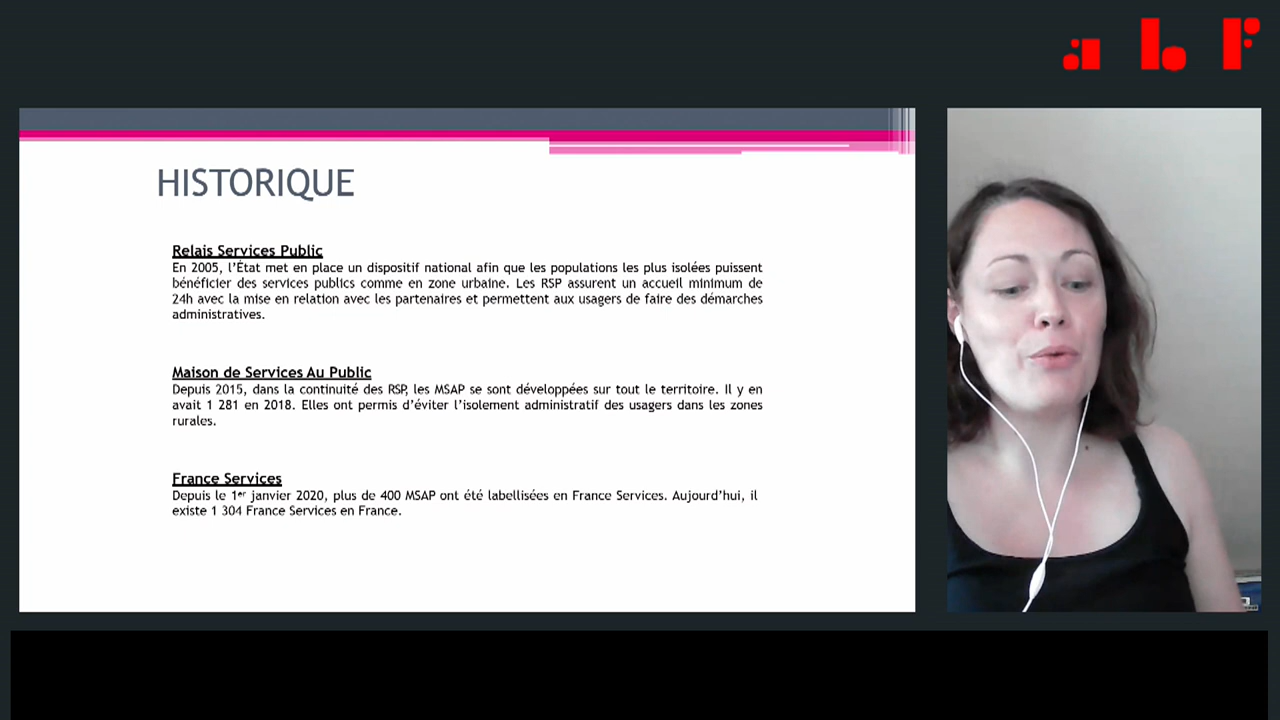 abf
HISTORIQUE
Relais Services Public
En 2005, l'État met en place un dispositif national afin que les populations les plus isolées puissent
bénéficier des services publics comme en zone urbaine. Les RSP assurent un accueil minimum de
24h avec la mise en relation avec les partenaires et permettent aux usagers de faire des démarches
administratives.
Maison de Services Au Public
Depuis 2015, dans la continuité des RSP, les MSAP se sont développées sur tout le territoire. Il y en
avait 1 281 en 2018. Elles ont permis d'éviter l'isolement administratif des usagers dans les zones
rurales.
France Services
Depuis le 1er janvier 2020, plus de 400 MSAP ont été labellisées en France Services. Aujourd'hui, il
existe 1 304 France Services en France.